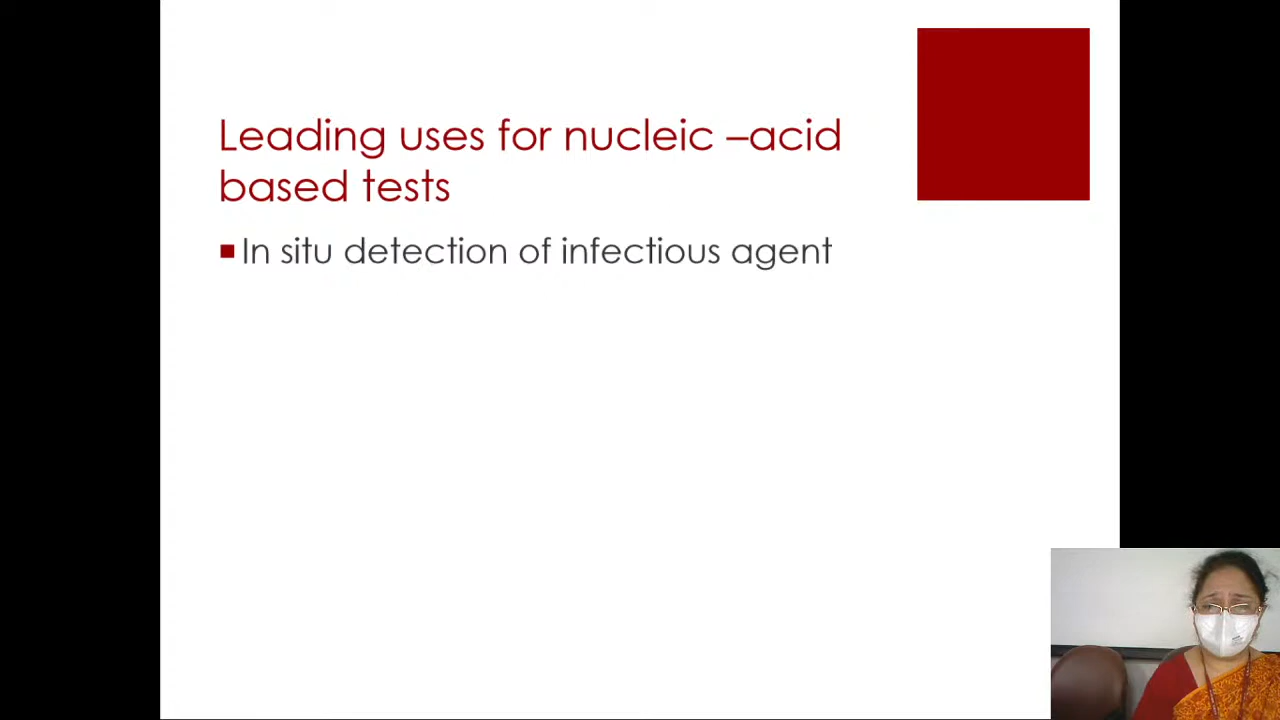 Leading uses for nucleic –acid
based tests
In situ detection of infectious agent